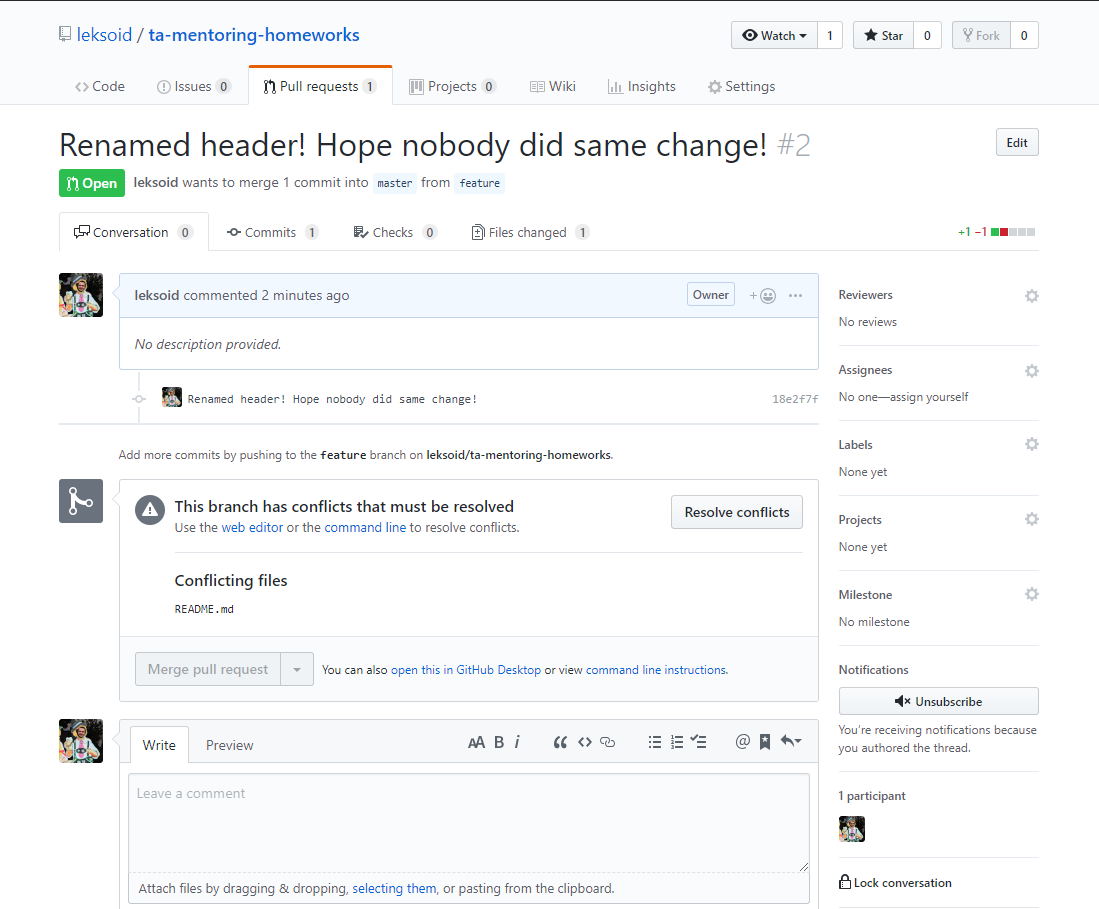 leksoid / ta-mentoring-homeworks
Watch 1 Star 0 Fork 0
Code Issues 0 Pull requests 1 Projects 0 Wiki Insights Settings
Renamed header! Hope nobody did same change! #2
Edit
Open leksoid wants to merge 1 commit into master from feature
Conversation 0 Commits 1 Checks 0 Files changed 1
+1 −1
leksoid commented 2 minutes ago
Owner
No description provided.
Renamed header! Hope nobody did same change! 18e2f7f
Add more commits by pushing to the feature branch on leksoid/ta-mentoring-homeworks.
This branch has conflicts that must be resolved
Use the web editor or the command line to resolve conflicts.
Resolve conflicts
Conflicting files
README.md
Merge pull request
You can also open this in GitHub Desktop or view command line instructions.
Write Preview
AA B i
Leave a comment
Attach files by dragging & dropping, selecting them, or pasting from the clipboard.
Reviewers
No reviews
Assignees
No one—assign yourself
Labels
None yet
Projects
None yet
Milestone
No milestone
Notifications
Unsubscribe
You're receiving notifications because
you authored the thread.
1 participant
Lock conversation